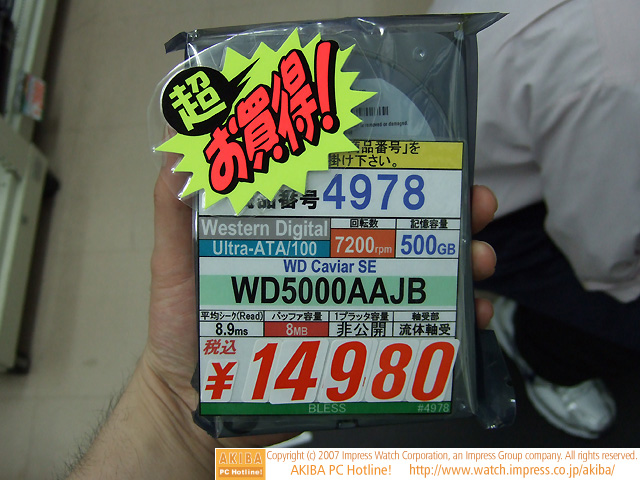 超
お買得!
removed or damaged.
品番号」を
掛け下さい。
品番号 4978
Western Digital
Ultra-ATA/100
回転数
7200rpm
記憶容量
500GB
WD Caviar SE
WD5000AAJB
平均シーク(Read)
8.9ms
バッファ容量
8MB
1プラッタ容量
非公開
軸受部
流体軸受
税込
¥14980
BLESS #4978
AKIBA
PC Hotline!
Copyright (c) 2007 Impress Watch Corporation, an Impress Group company. All rights reserved.
AKIBA PC Hotline! http://www.watch.impress.co.jp/akiba/